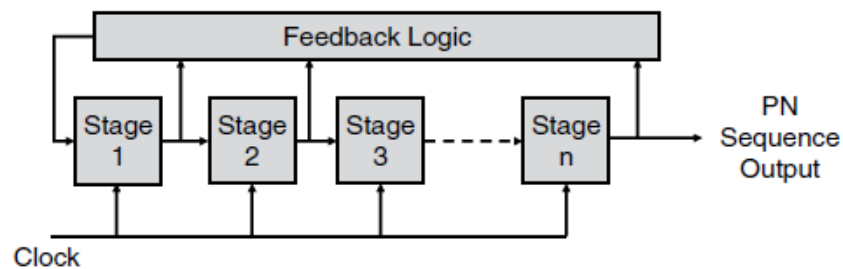 Feedback Logic
Stage
1
Stage
2
Stage
3
Stage
n
PN
Sequence
Output
Clock